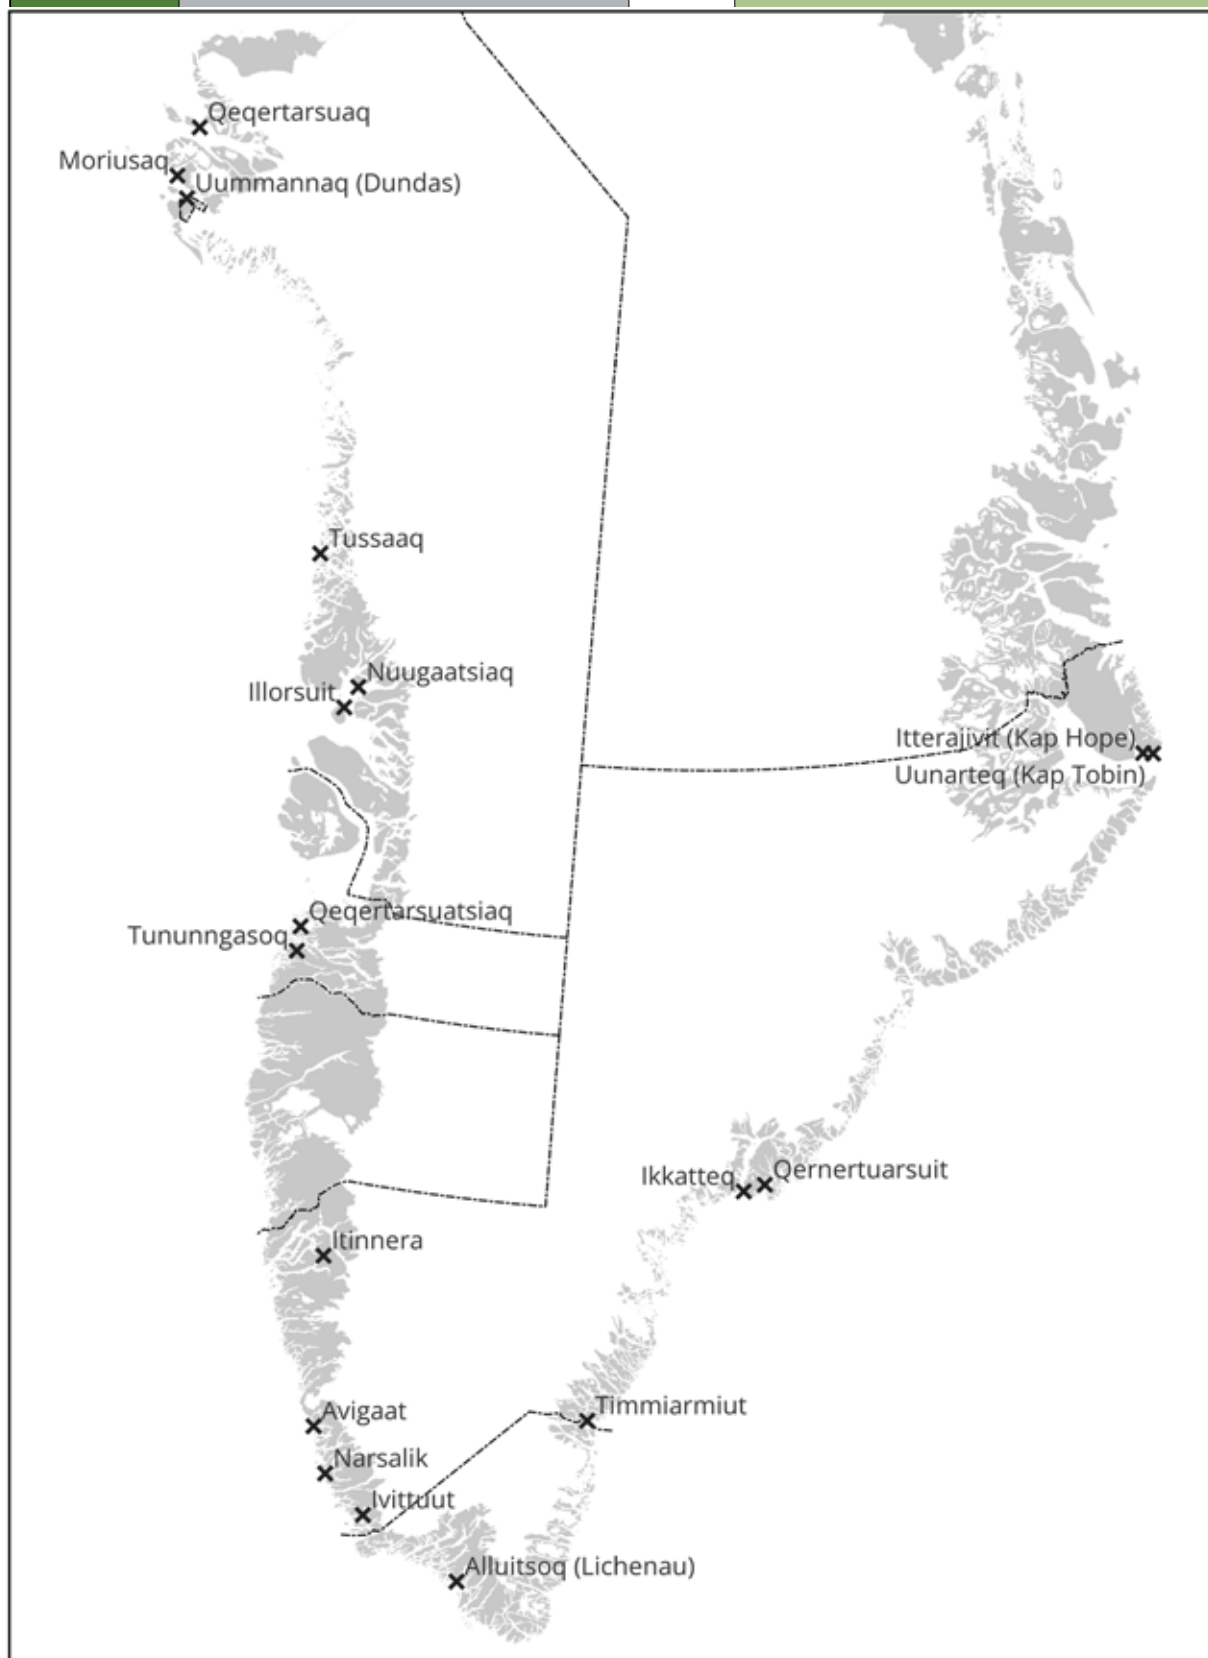 Qeqertarsuaq
Moriusaq
Uummannaq (Dundas)
Tussaaq
Nuugaatsiaq
Illorsuit
Itterajivit (Kap Hope)
Uunarteq (Kap Tobin)
Qeqertarsuatsiaq
Tununngasoq
Ikkatteq
Qernertuarsuit
Itinnera
Timmiarmiut
Avigaat
Narsalik
Ivittuut
Alluitsoq (Lichenau)